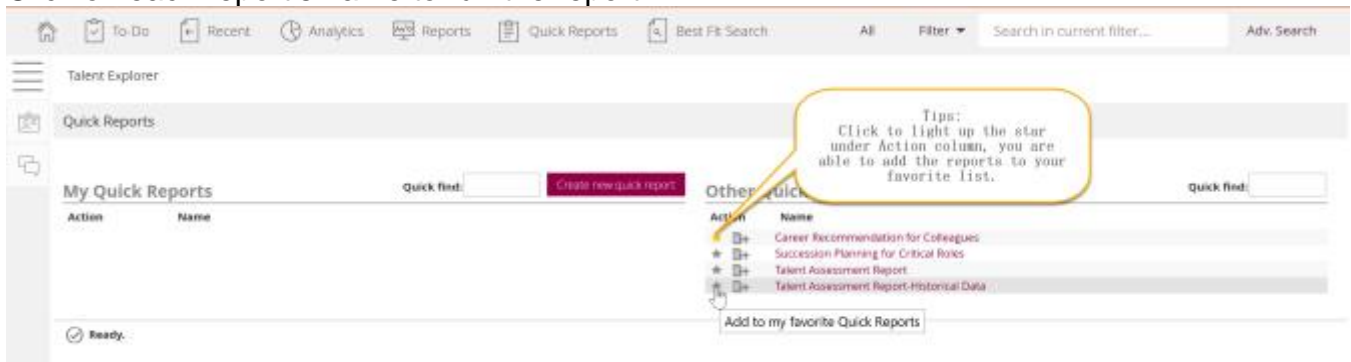 To Do Recent Analytics Reports Quick Reports Best Fit Search All Filter Search in current filter... Adv. Search
Talent Explorer
Quick Reports
Tips:
Click to light up the star
under Action column, you are
able to add the reports to your
favorite list.
My Quick Reports Quick find: Create new quick report
Action Name
Other Quick find:
Action Name
Career Recommendation for Colleagues
Succession Planning for Critical Roles
Talent Assessment Report
Talent Assessment Report-Historical Data
Add to my favorite Quick Reports
Ready.